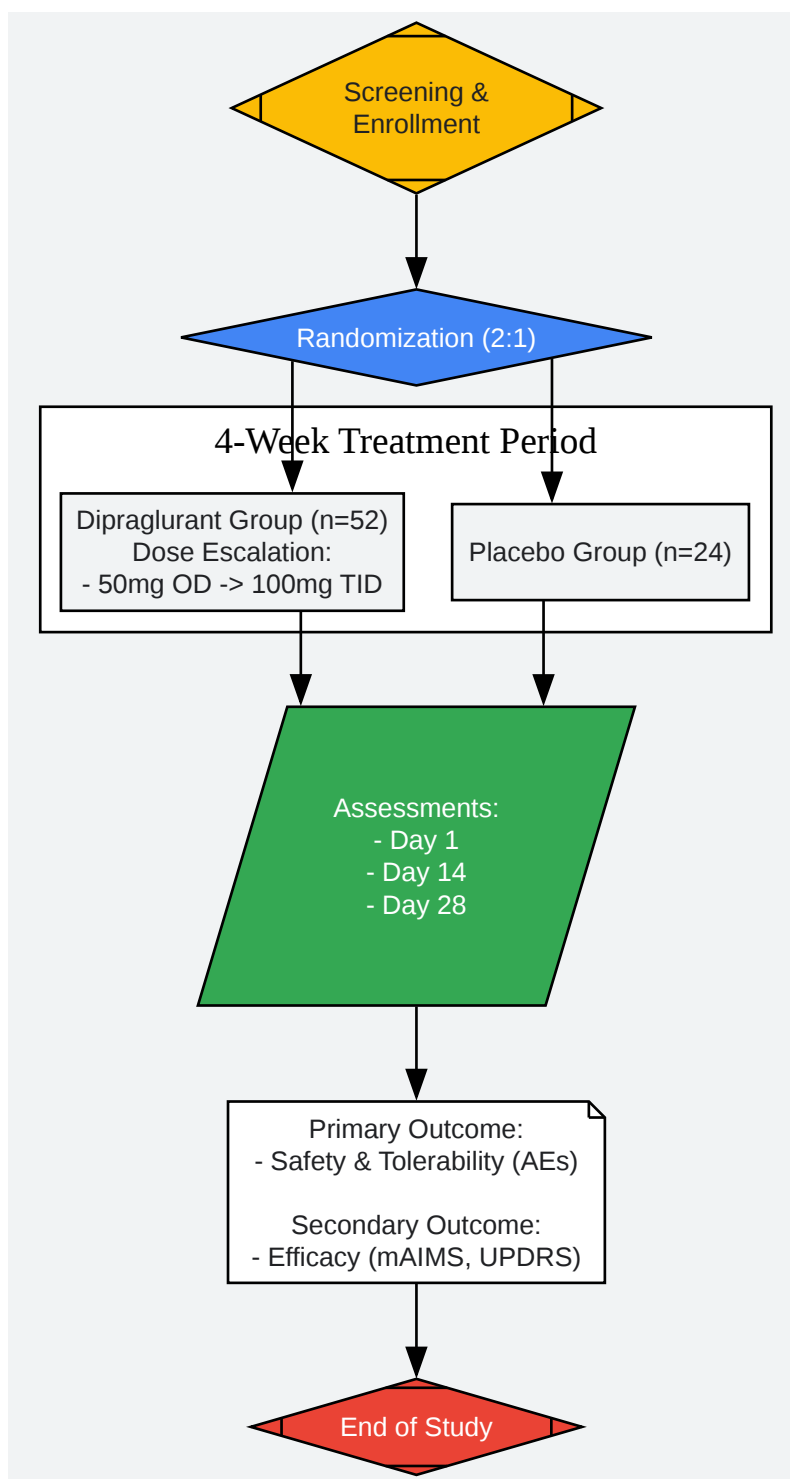 Screening &
Enrollment
Randomization (2:1)
4-Week Treatment Period
Dipraglurant Group (n=52)
Dose Escalation:
- 50mg OD -> 100mg TID
Placebo Group (n=24)
Assessments:
- Day 1
- Day 14
- Day 28
Primary Outcome:
- Safety & Tolerability (AEs)
Secondary Outcome:
- Efficacy (mAIMS, UPDRS)
End of Study